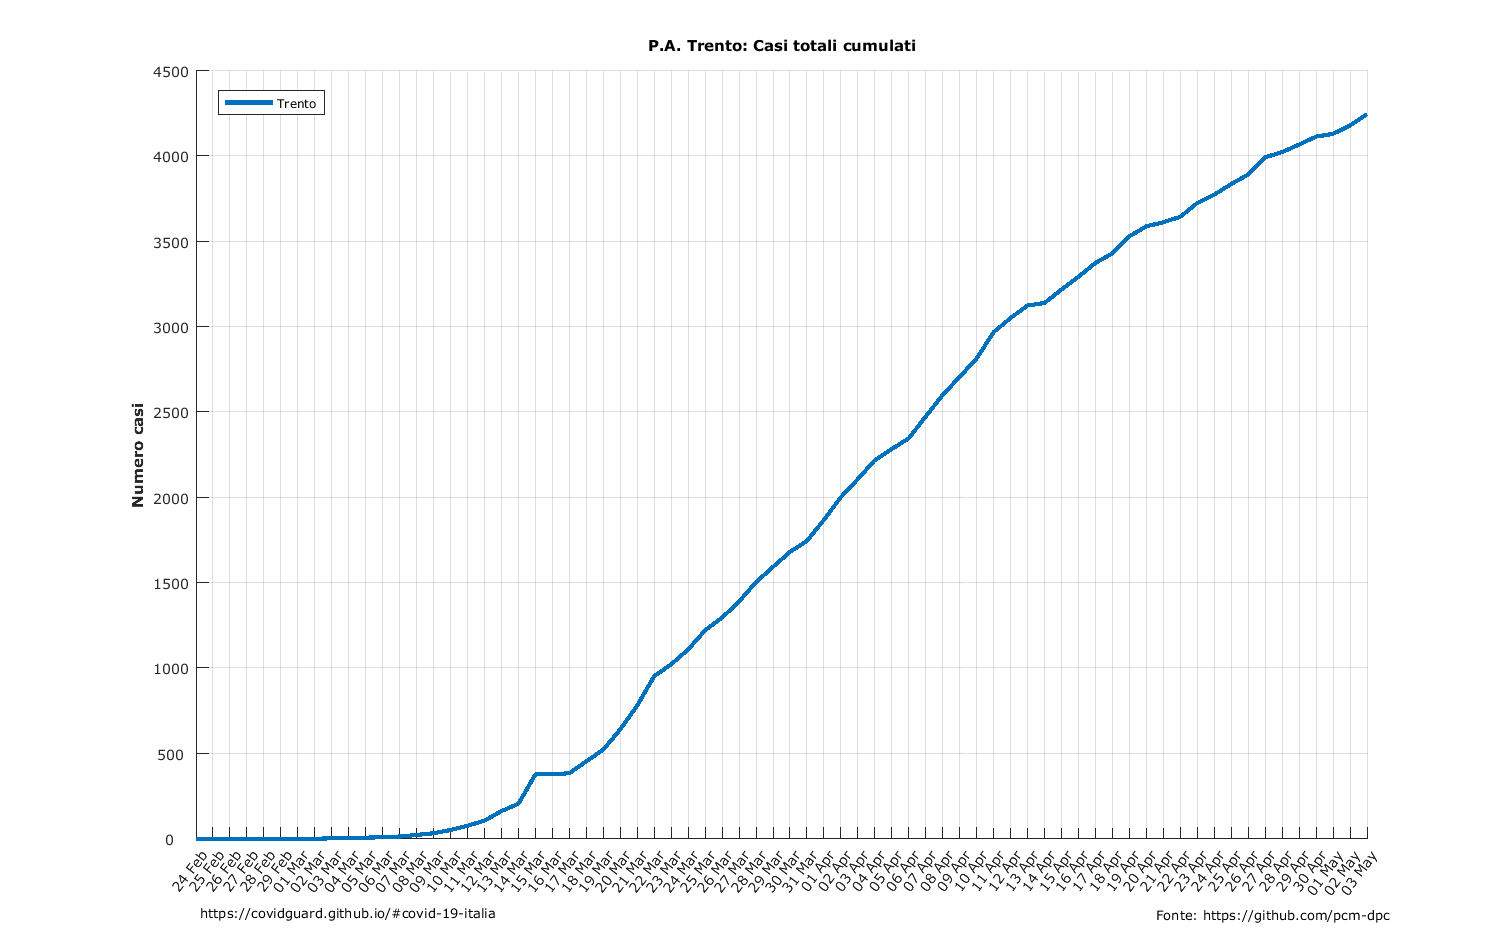 P.A. Trento: Casi totali cumulati
Trento
Numero casi
4500
4000
3500
3000
2500
2000
1500
1000
500
0
24 Feb
25 Feb
26 Feb
27 Feb
28 Feb
29 Feb
01 Mar
02 Mar
03 Mar
04 Mar
05 Mar
06 Mar
07 Mar
08 Mar
09 Mar
10 Mar
11 Mar
12 Mar
13 Mar
14 Mar
15 Mar
16 Mar
17 Mar
18 Mar
19 Mar
20 Mar
21 Mar
22 Mar
23 Mar
24 Mar
25 Mar
26 Mar
27 Mar
28 Mar
29 Mar
30 Mar
31 Mar
01 Apr
02 Apr
03 Apr
04 Apr
05 Apr
06 Apr
07 Apr
08 Apr
09 Apr
10 Apr
11 Apr
12 Apr
13 Apr
14 Apr
15 Apr
16 Apr
17 Apr
18 Apr
19 Apr
20 Apr
21 Apr
22 Apr
23 Apr
24 Apr
25 Apr
26 Apr
27 Apr
28 Apr
29 Apr
30 Apr
01 May
02 May
03 May
https://covidguard.github.io/#covid-19-italia
Fonte: https://github.com/pcm-dpc